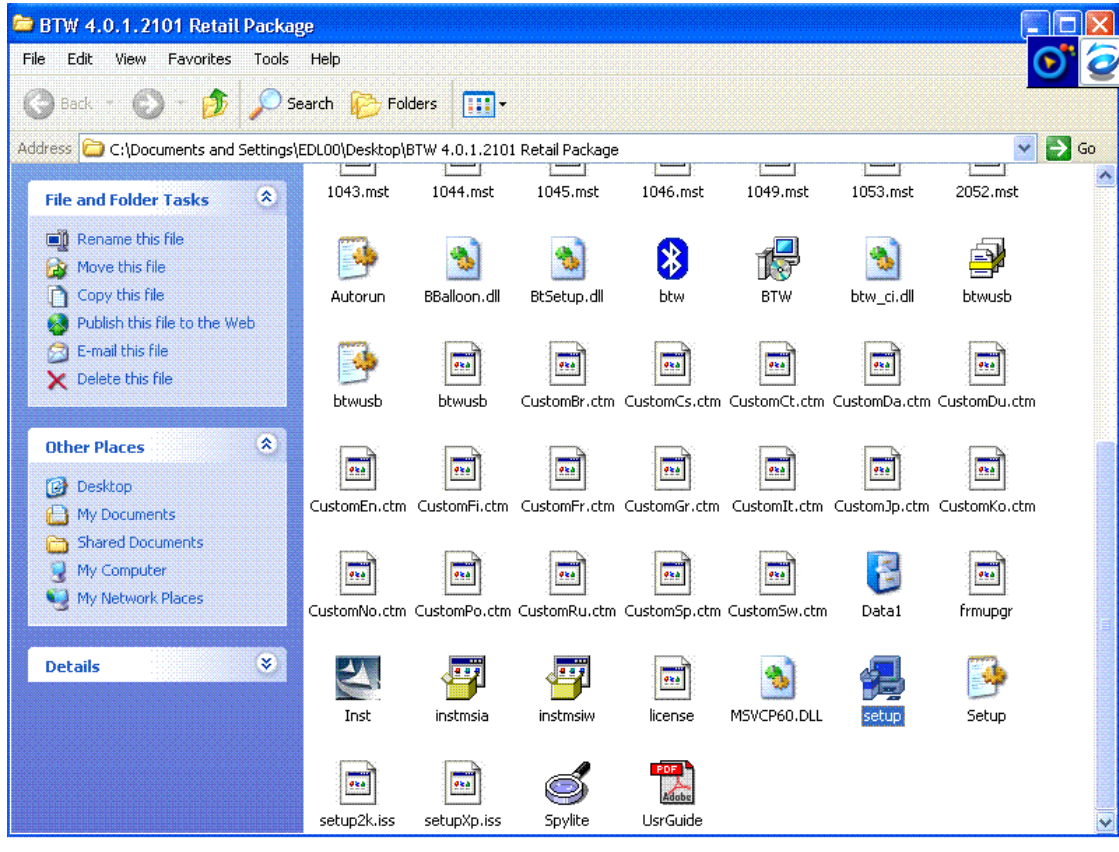 BTW 4.0.1.2101 Retail Package
File Edit View Favorites Tools Help
Back Search Folders
Address C:\Documents and Settings\EDL00\Desktop\BTW 4.0.1.2101 Retail Package Go
File and Folder Tasks
Rename this file
Move this file
Copy this file
Publish this file to the Web
E-mail this file
Delete this file
Other Places
Desktop
My Documents
Shared Documents
My Computer
My Network Places
Details
1043.mst 1044.mst 1045.mst 1046.mst 1049.mst 1053.mst 2052.mst
Autorun BBalloon.dll BtSetup.dll btw BTW btw_ci.dll btwusb
btwusb btwusb CustomBr.ctm CustomCs.ctm CustomCt.ctm CustomDa.ctm CustomDu.ctm
CustomEn.ctm CustomFi.ctm CustomFr.ctm CustomGr.ctm CustomIt.ctm CustomJp.ctm CustomKo.ctm
CustomNo.ctm CustomPo.ctm CustomRu.ctm CustomSp.ctm CustomSw.ctm Data1 frmupgr
Inst instmsia instmsiw license MSVCP60.DLL setup Setup
PDF
Adobe
setup2k.iss setupXp.iss Spylite UsrGuide